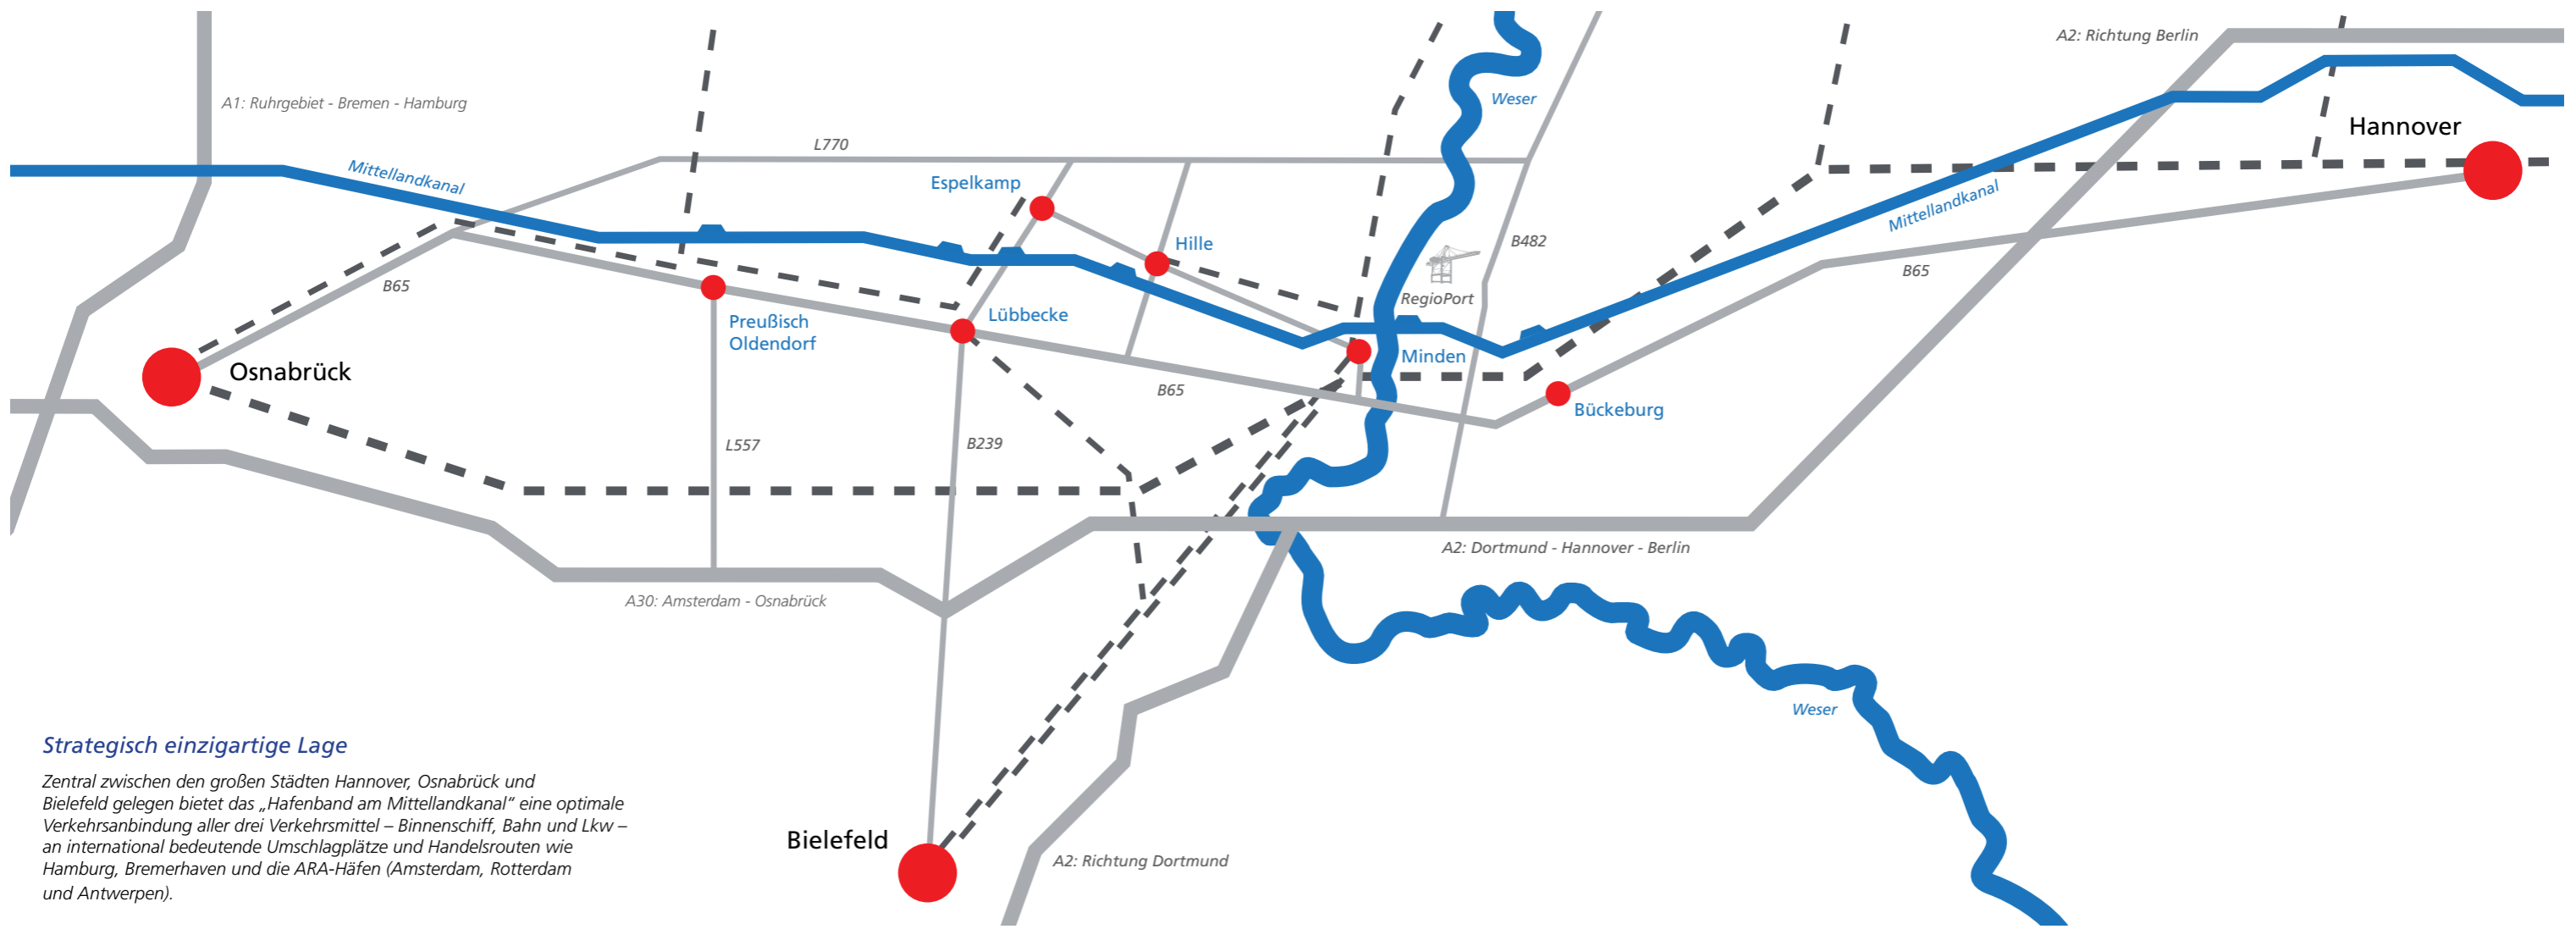 A2: Richtung Berlin
A1: Ruhrgebiet - Bremen - Hamburg
Weser
Hannover
L770
Mittellandkanal
Espelkamp
Mittellandkanal
Hille
B482
B65
B65
RegioPort
Lübbecke
Preußisch
Oldendorf
Minden
Osnabrück
B65
Bückeburg
L557
B239
A2: Dortmund - Hannover - Berlin
A30: Amsterdam - Osnabrück
Weser
Strategisch einzigartige Lage
Zentral zwischen den großen Städten Hannover, Osnabrück und
Bielefeld gelegen bietet das „Hafenband am Mittellandkanal“ eine optimale
Verkehrsanbindung aller drei Verkehrsmittel – Binnenschiff, Bahn und Lkw –
an international bedeutende Umschlagplätze und Handelsrouten wie
Hamburg, Bremerhaven und die ARA-Häfen (Amsterdam, Rotterdam
und Antwerpen).
Bielefeld
A2: Richtung Dortmund